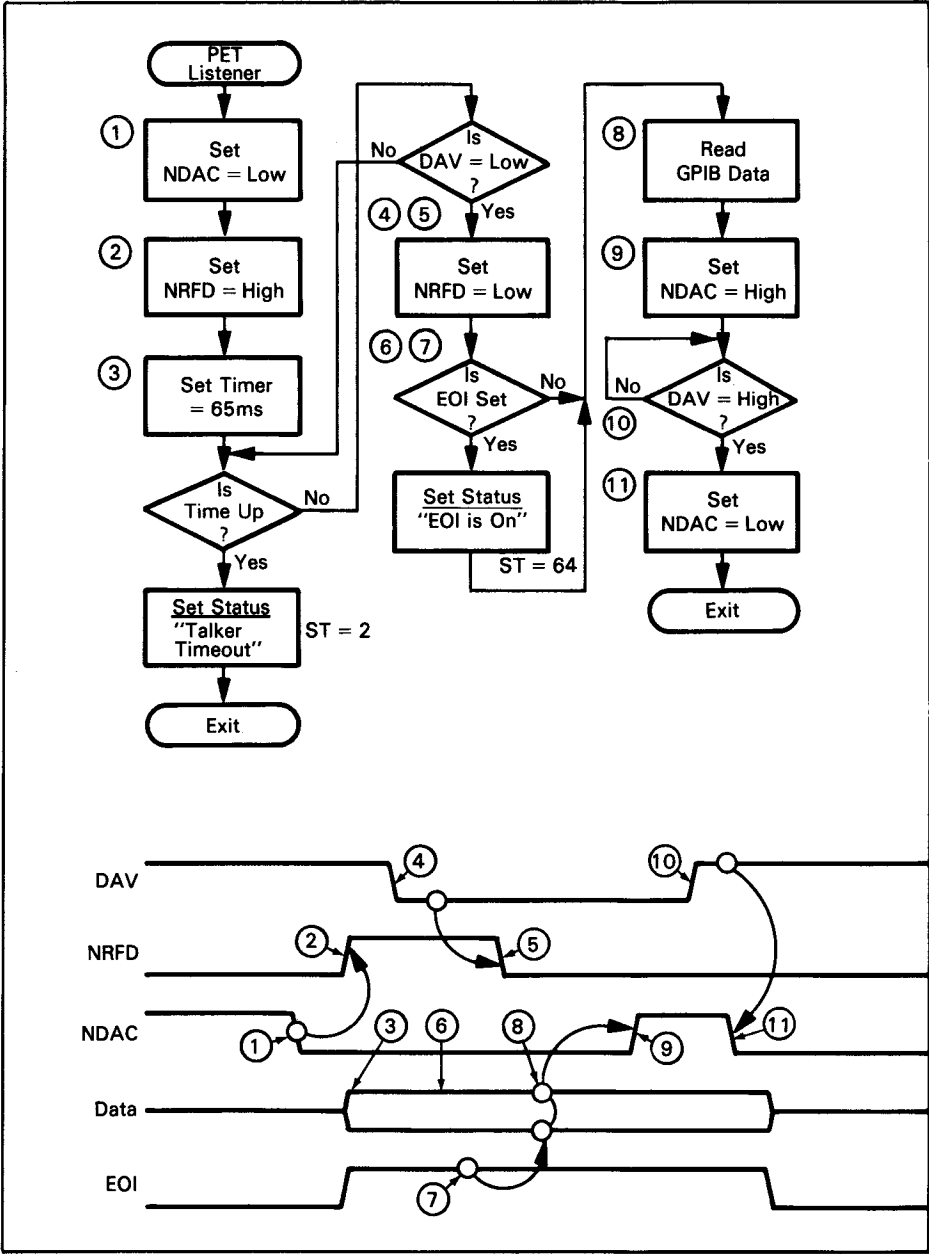 PET
Listener
1
Set
NDAC = Low
2
Set
NRFD = High
3
Set Timer
= 65ms
Is
Time Up
?
No
Yes
Set Status
"Talker
Timeout"
ST = 2
Exit
Is
DAV = Low
?
No
Yes
4 5
Set
NRFD = Low
6 7
Is
EOI Set
?
No
Yes
Set Status
"EOI is On"
ST = 64
8
Read
GPIB Data
9
Set
NDAC = High
Is
DAV = High
?
No
10
Yes
11
Set
NDAC = Low
Exit
DAV
4
10
NRFD
2
5
NDAC
1
3
6
8
9
11
Data
EOI
7